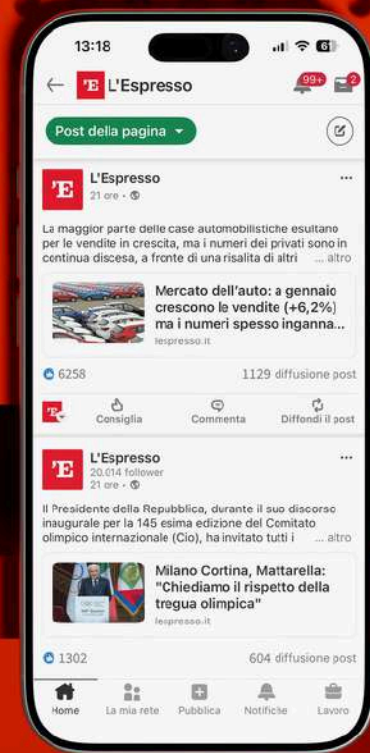 13:18
61
'E L'Espresso
99+
2
Post della pagina
'E
L'Espresso
21 ore
La maggior parte delle case automobilistiche esultano
per le vendite in crescita, ma i numeri dei privati sono in
continua discesa, a fronte di una risalita di altri ... altro
Mercato dell'auto: a gennaio
crescono le vendite (+6,2%)
ma i numeri spesso inganna...
lespresso.it
6258
1129 diffusione post
'E
Consiglia
Commenta
Diffondi il post
'E
L'Espresso
20.014 follower
21 ore
Il Presidente della Repubblica, durante il suo discorso
inaugurale per la 145 esima edizione del Comitato
olimpico internazionale (Cio), ha invitato tutti i ... altro
Milano Cortina, Mattarella:
"Chiediamo il rispetto della
tregua olimpica"
lespresso.it
1302
604 diffusione post
Home
La mia rete
Pubblica
Notifiche
Lavoro